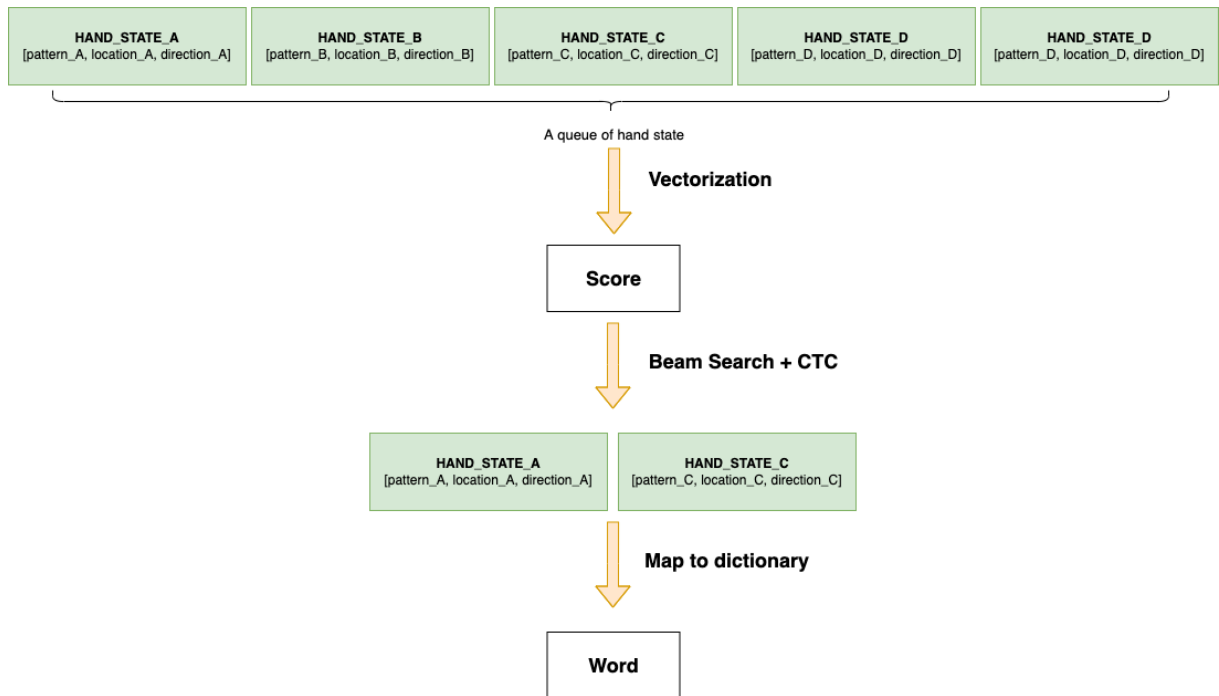 HAND_STATE_A
[pattern_A, location_A, direction_A]
HAND_STATE_B
[pattern_B, location_B, direction_B]
HAND_STATE_C
[pattern_C, location_C, direction_C]
HAND_STATE_D
[pattern_D, location_D, direction_D]
HAND_STATE_D
[pattern_D, location_D, direction_D]
A queue of hand state
Vectorization
Score
Beam Search + CTC
HAND_STATE_A
[pattern_A, location_A, direction_A]
HAND_STATE_C
[pattern_C, location_C, direction_C]
Map to dictionary
Word